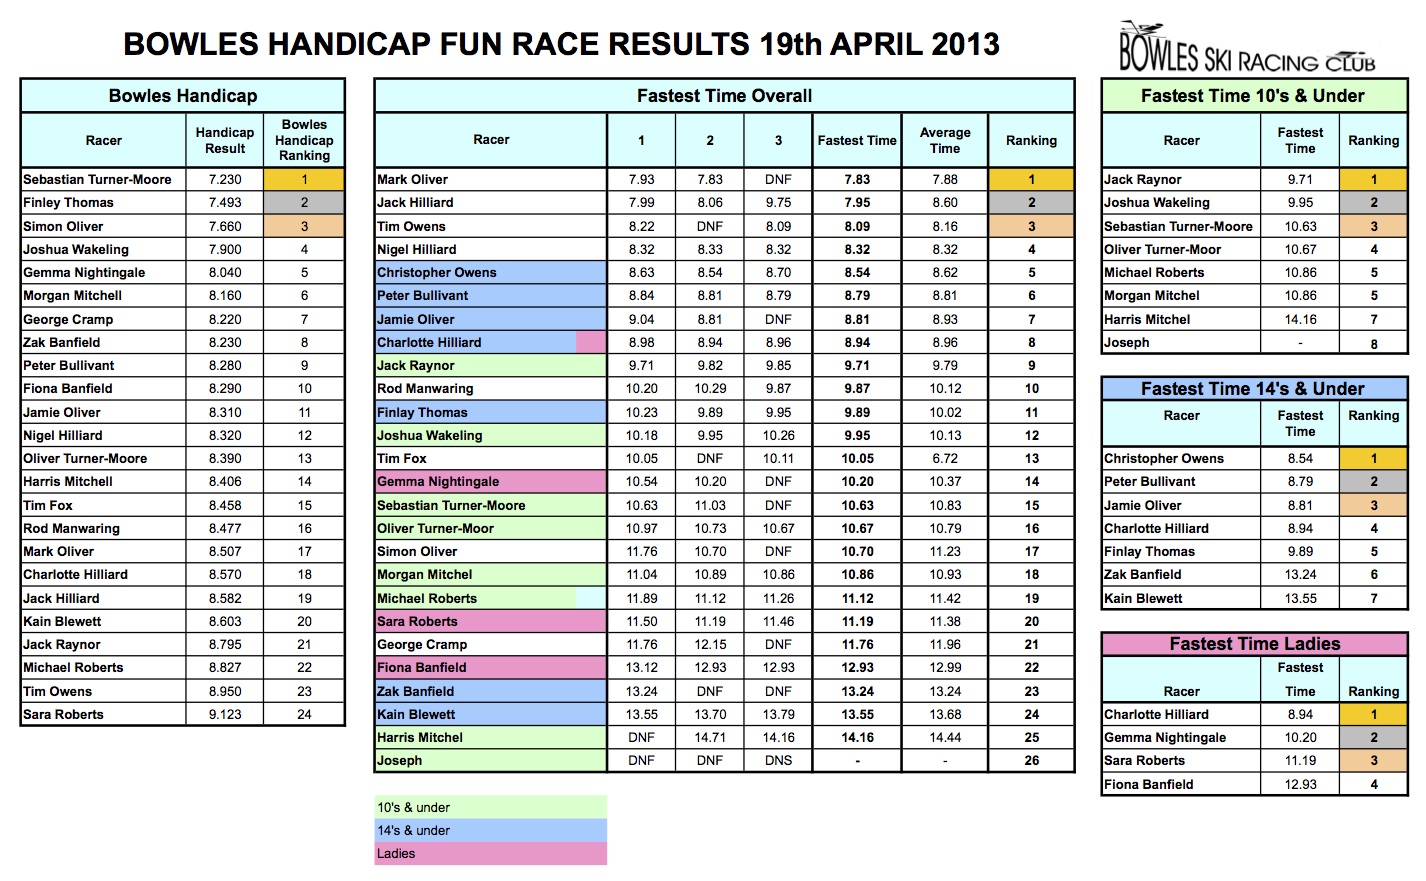 BOWLES HANDICAP FUN RACE RESULTS 19th APRIL 2013
BOWLES SKI RACING CLUB
Bowles Handicap
Racer Handicap Result Bowles Handicap Ranking
Sebastian Turner-Moore 7.230 1
Finley Thomas 7.493 2
Simon Oliver 7.660 3
Joshua Wakeling 7.900 4
Gemma Nightingale 8.040 5
Morgan Mitchell 8.160 6
George Cramp 8.220 7
Zak Banfield 8.230 8
Peter Bullivant 8.280 9
Fiona Banfield 8.290 10
Jamie Oliver 8.310 11
Nigel Hilliard 8.320 12
Oliver Turner-Moore 8.390 13
Harris Mitchell 8.406 14
Tim Fox 8.458 15
Rod Manwaring 8.477 16
Mark Oliver 8.507 17
Charlotte Hilliard 8.570 18
Jack Hilliard 8.582 19
Kain Blewett 8.603 20
Jack Raynor 8.795 21
Michael Roberts 8.827 22
Tim Owens 8.950 23
Sara Roberts 9.123 24
Fastest Time Overall
Racer 1 2 3 Fastest Time Average Time Ranking
Mark Oliver 7.93 7.83 DNF 7.83 7.88 1
Jack Hilliard 7.99 8.06 9.75 7.95 8.60 2
Tim Owens 8.22 DNF 8.09 8.09 8.16 3
Nigel Hilliard 8.32 8.33 8.32 8.32 8.32 4
Christopher Owens 8.63 8.54 8.70 8.54 8.62 5
Peter Bullivant 8.84 8.81 8.79 8.79 8.81 6
Jamie Oliver 9.04 8.81 DNF 8.81 8.93 7
Charlotte Hilliard 8.98 8.94 8.96 8.94 8.96 8
Jack Raynor 9.71 9.82 9.85 9.71 9.79 9
Rod Manwaring 10.20 10.29 9.87 9.87 10.12 10
Finlay Thomas 10.23 9.89 9.95 9.89 10.02 11
Joshua Wakeling 10.18 9.95 10.26 9.95 10.13 12
Tim Fox 10.05 DNF 10.11 10.05 6.72 13
Gemma Nightingale 10.54 10.20 DNF 10.20 10.37 14
Sebastian Turner-Moore 10.63 11.03 DNF 10.63 10.83 15
Oliver Turner-Moor 10.97 10.73 10.67 10.67 10.79 16
Simon Oliver 11.76 10.70 DNF 10.70 11.23 17
Morgan Mitchel 11.04 10.89 10.86 10.86 10.93 18
Michael Roberts 11.89 11.12 11.26 11.12 11.42 19
Sara Roberts 11.50 11.19 11.46 11.19 11.38 20
George Cramp 11.76 12.15 DNF 11.76 11.96 21
Fiona Banfield 13.12 12.93 12.93 12.93 12.99 22
Zak Banfield 13.24 DNF DNF 13.24 13.24 23
Kain Blewett 13.55 13.70 13.79 13.55 13.68 24
Harris Mitchel DNF 14.71 14.16 14.16 14.44 25
Joseph DNF DNF DNS - - 26
10's & under
14's & under
Ladies
Fastest Time 10's & Under
Racer Fastest Time Ranking
Jack Raynor 9.71 1
Joshua Wakeling 9.95 2
Sebastian Turner-Moore 10.63 3
Oliver Turner-Moor 10.67 4
Michael Roberts 10.86 5
Morgan Mitchel 10.86 5
Harris Mitchel 14.16 7
Joseph - 8
Fastest Time 14's & Under
Racer Fastest Time Ranking
Christopher Owens 8.54 1
Peter Bullivant 8.79 2
Jamie Oliver 8.81 3
Charlotte Hilliard 8.94 4
Finlay Thomas 9.89 5
Zak Banfield 13.24 6
Kain Blewett 13.55 7
Fastest Time Ladies
Racer Fastest Time Ranking
Charlotte Hilliard 8.94 1
Gemma Nightingale 10.20 2
Sara Roberts 11.19 3
Fiona Banfield 12.93 4